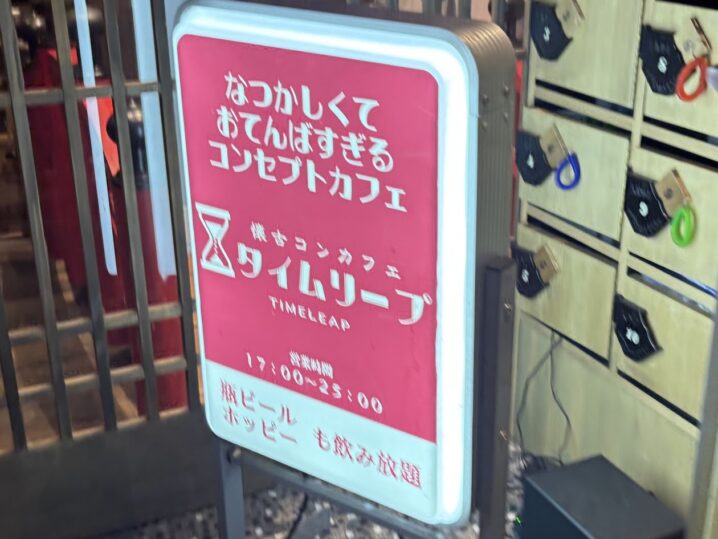 なつかしくて
おてんばすぎる
コンセプトカフェ
懐古コンカフェ
タイムリープ
TIMELEAP
営業時間
17:00~25:00
瓶ビール
ホッピー も飲み放題